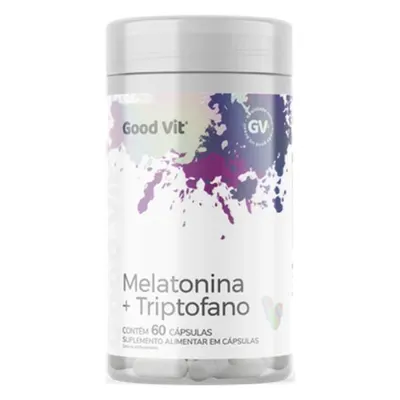 Good Vit®
GV
Melatonina
+ Triptofano
CONTÉM 60 CÁPSULAS
SUPLEMENTO ALIMENTAR EM CÁPSULAS